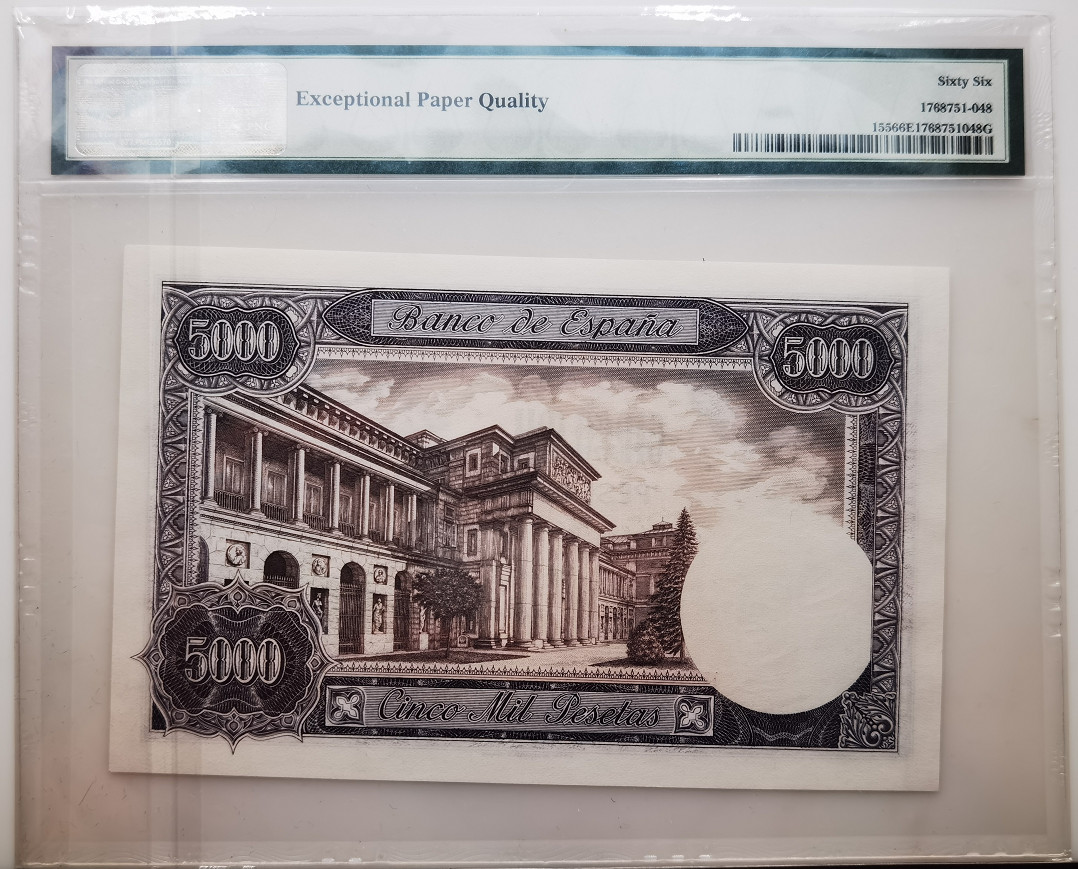 Exceptional Paper Quality
Sixty Six
1768751-048
15566E1768751048G
Banco de España
5000
5000
5000
Cinco Mil Pesetas